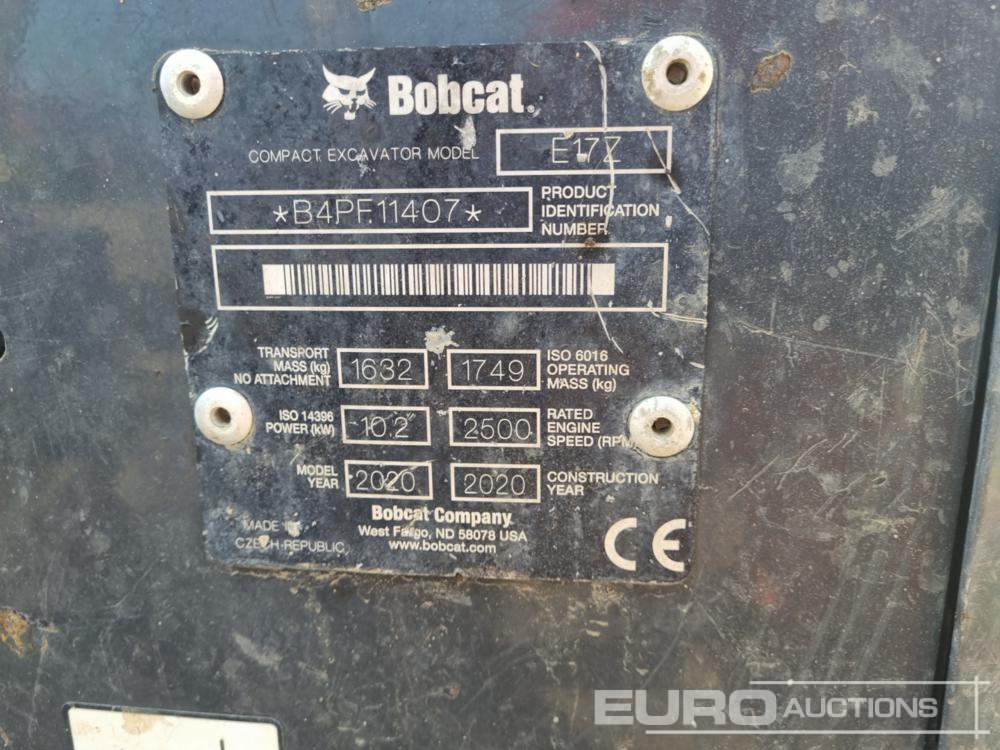 Bobcat.
COMPACT EXCAVATOR MODEL E17Z
*B4PF11407*
PRODUCT
IDENTIFICATION
NUMBER
TRANSPORT
MASS (kg)
NO ATTACHMENT
1632
1749
ISO 6016
OPERATING
MASS (kg)
ISO 14396
POWER (kW)
10.2
2500
RATED
ENGINE
SPEED (RPM)
MODEL
YEAR
2020
2020
CONSTRUCTION
YEAR
Bobcat Company
West Fargo, ND 58078 USA
www.bobcat.com
MADE IN
CZECH-REPUBLIC
CE
EURO AUCTIONS